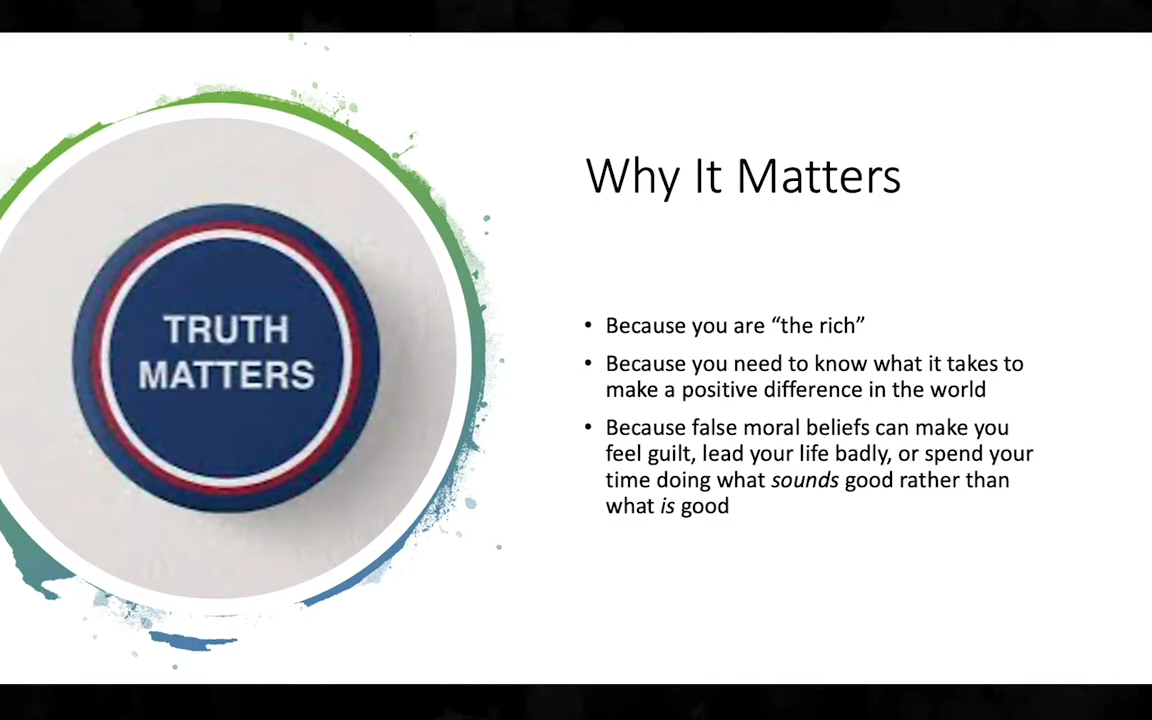 TRUTH
MATTERS
Why It Matters
• Because you are “the rich”
• Because you need to know what it takes to
make a positive difference in the world
• Because false moral beliefs can make you
feel guilt, lead your life badly, or spend your
time doing what sounds good rather than
what is good